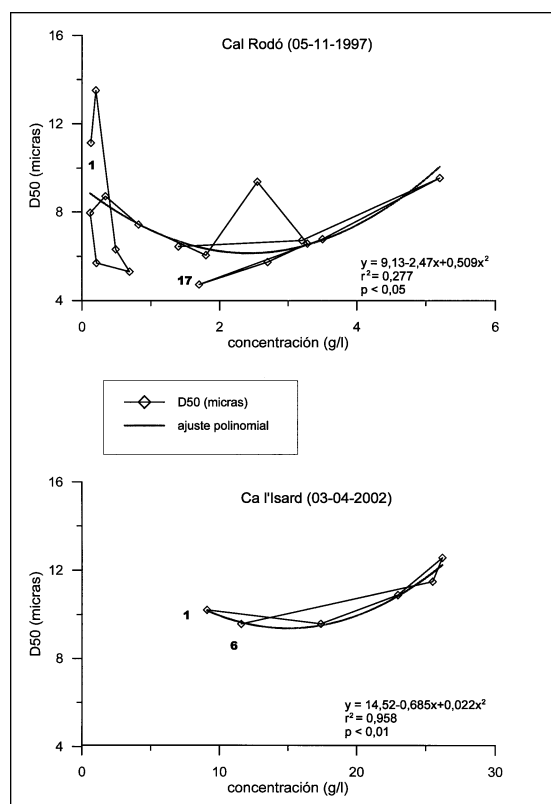 Cal Rodó (05-11-1997)
16
12
8
4
D50 (micras)
1
17
y = 9,13-2,47x+0,509x²
r² = 0,277
p < 0,05
0 2 4 6
concentración (g/l)
D50 (micras)
ajuste polinomial
Ca l'Isard (03-04-2002)
16
12
8
4
D50 (micras)
1
6
y = 14,52-0,685x+0,022x²
r² = 0,958
p < 0,01
0 10 20 30
concentración (g/l)